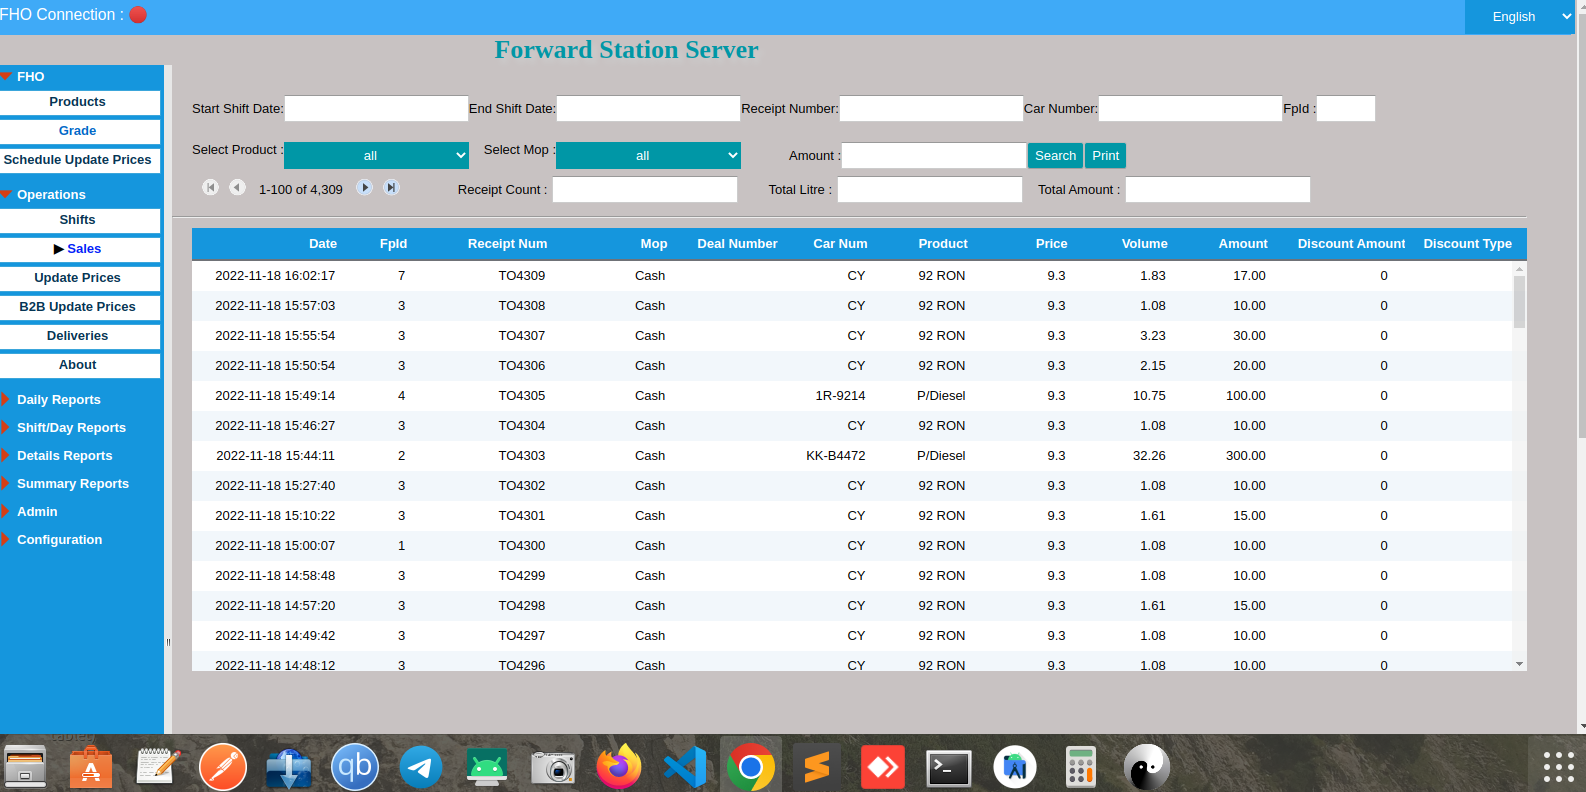 FHO Connection :
English
Forward Station Server
FHO
Products
Grade
Schedule Update Prices
Operations
Shifts
▶ Sales
Update Prices
B2B Update Prices
Deliveries
About
Daily Reports
Shift/Day Reports
Details Reports
Summary Reports
Admin
Configuration
Start Shift Date: End Shift Date: Receipt Number: Car Number: FpId :
Select Product : all Select Mop : all Amount : Search Print
1-100 of 4,309 Receipt Count : Total Litre : Total Amount :
Date FpId Receipt Num Mop Deal Number Car Num Product Price Volume Amount Discount Amount Discount Type
2022-11-18 16:02:17 7 TO4309 Cash CY 92 RON 9.3 1.83 17.00 0
2022-11-18 15:57:03 3 TO4308 Cash CY 92 RON 9.3 1.08 10.00 0
2022-11-18 15:55:54 3 TO4307 Cash CY 92 RON 9.3 3.23 30.00 0
2022-11-18 15:50:54 3 TO4306 Cash CY 92 RON 9.3 2.15 20.00 0
2022-11-18 15:49:14 4 TO4305 Cash 1R-9214 P/Diesel 9.3 10.75 100.00 0
2022-11-18 15:46:27 3 TO4304 Cash CY 92 RON 9.3 1.08 10.00 0
2022-11-18 15:44:11 2 TO4303 Cash KK-B4472 P/Diesel 9.3 32.26 300.00 0
2022-11-18 15:27:40 3 TO4302 Cash CY 92 RON 9.3 1.08 10.00 0
2022-11-18 15:10:22 3 TO4301 Cash CY 92 RON 9.3 1.61 15.00 0
2022-11-18 15:00:07 1 TO4300 Cash CY 92 RON 9.3 1.08 10.00 0
2022-11-18 14:58:48 3 TO4299 Cash CY 92 RON 9.3 1.08 10.00 0
2022-11-18 14:57:20 3 TO4298 Cash CY 92 RON 9.3 1.61 15.00 0
2022-11-18 14:49:42 3 TO4297 Cash CY 92 RON 9.3 1.08 10.00 0
2022-11-18 14:48:12 3 TO4296 Cash CY 92 RON 9.3 1.08 10.00 0
qb